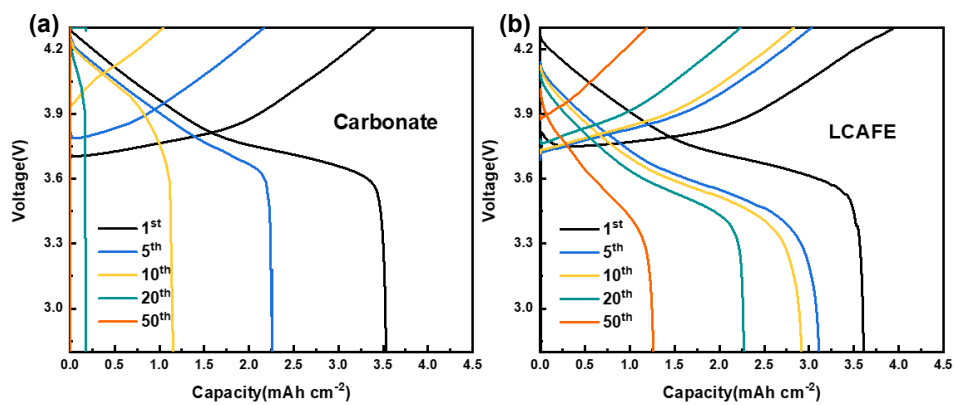 (a)
Voltage(V)
4.2
3.9
3.6
3.3
3.0
Carbonate
1st
5th
10th
20th
50th
0.0 0.5 1.0 1.5 2.0 2.5 3.0 3.5 4.0 4.5
Capacity(mAh cm-2)
(b)
Voltage(V)
4.2
3.9
3.6
3.3
3.0
LCAFE
1st
5th
10th
20th
50th
0.0 0.5 1.0 1.5 2.0 2.5 3.0 3.5 4.0 4.5
Capacity(mAh cm-2)